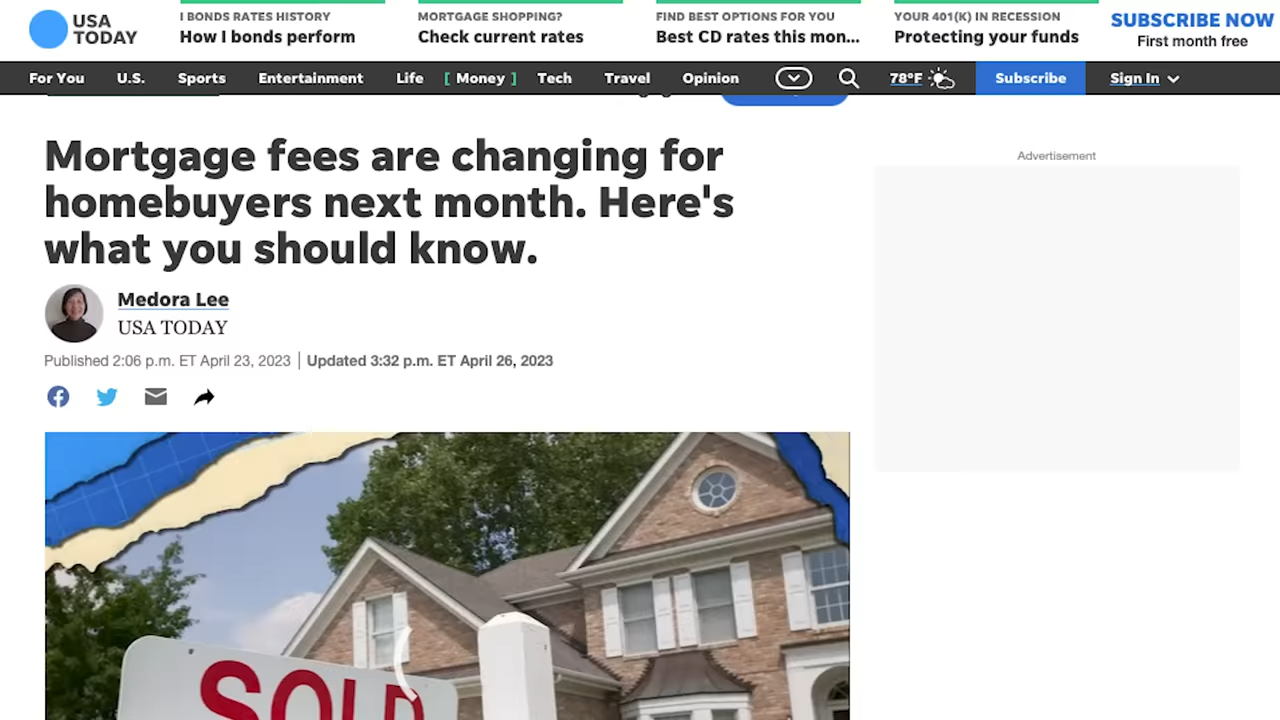 USA
TODAY
I BONDS RATES HISTORY
How I bonds perform
MORTGAGE SHOPPING?
Check current rates
FIND BEST OPTIONS FOR YOU
Best CD rates this mon...
YOUR 401(K) IN RECESSION
Protecting your funds
SUBSCRIBE NOW
First month free
For You U.S. Sports Entertainment Life [ Money ] Tech Travel Opinion 78°F Subscribe Sign In
Mortgage fees are changing for
homebuyers next month. Here's
what you should know.
Medora Lee
USA TODAY
Published 2:06 p.m. ET April 23, 2023 | Updated 3:32 p.m. ET April 26, 2023
Advertisement
SOLD